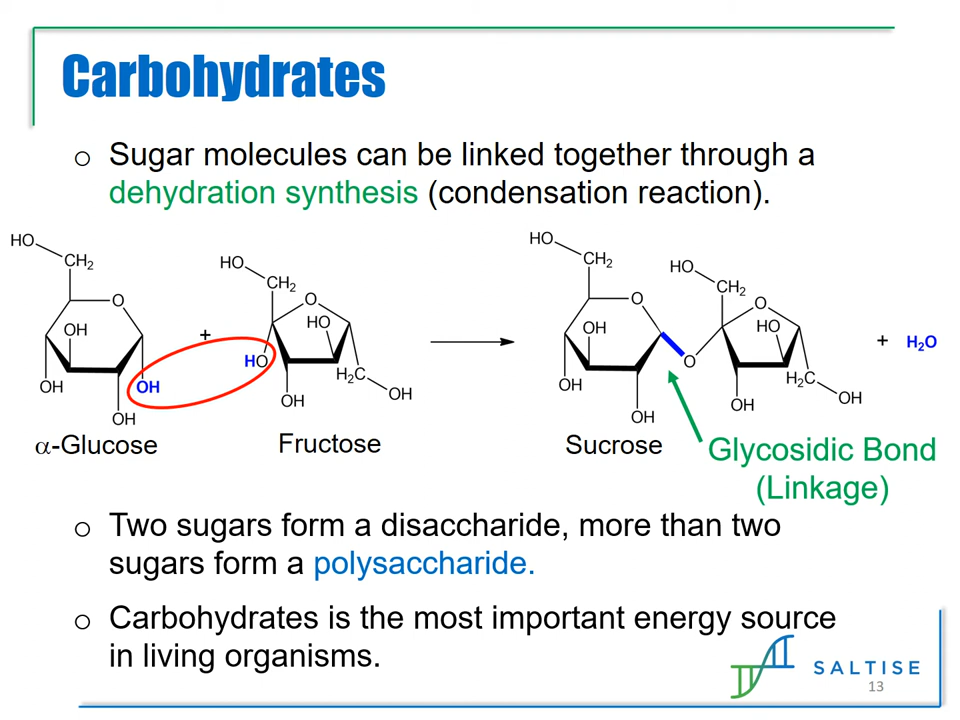 Carbohydrates
o Sugar molecules can be linked together through a
dehydration synthesis (condensation reaction).
HO
CH₂
O
OH
OH
OH
OH
α-Glucose
+
HO
CH₂
O
HO
HO
OH
H₂C
OH
Fructose
HO
CH₂
O
OH
OH
OH
O
HO
CH₂
O
HO
OH
H₂C
OH
Sucrose
+ H₂O
Glycosidic Bond
(Linkage)
o Two sugars form a disaccharide, more than two
sugars form a polysaccharide.
o Carbohydrates is the most important energy source
in living organisms.
SALTISE
13